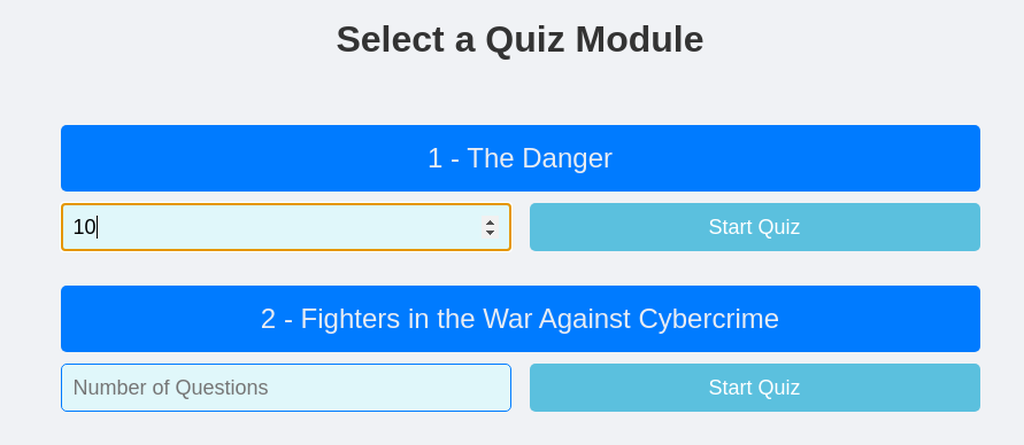 Select a Quiz Module
1 - The Danger
10
Start Quiz
2 - Fighters in the War Against Cybercrime
Number of Questions
Start Quiz